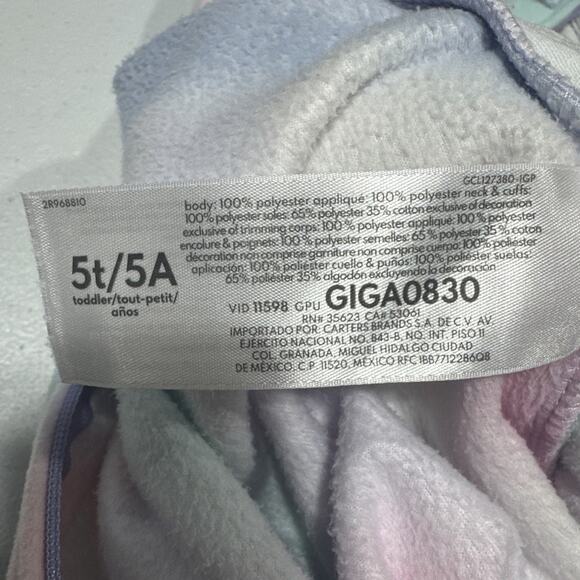 2R968810
GCL127380-1GP
body: 100% polyester appliqué: 100% polyester neck & cuffs:
100% polyester soles: 65% polyester 35% cotton exclusive of decoration
exclusive of trimming corps: 100% polyester appliqué: 100% polyester
encolure & poignets: 100% polyester semelles: 65% polyester 35% coton
décoration non comprise garniture non comprise cuerpo: 100% poliéster
aplicación: 100% poliéster cuello & puños: 100% poliéster suelas:
65% poliéster 35% algodón excluyendo la decoración
5t/5A
toddler/tout-petit/
años
VID 11598 GPU GIGA0830
RN# 35623 CA# 53061
IMPORTADO POR: CARTERS BRANDS S.A. DE C.V. AV.
EJÉRCITO NACIONAL NO. 843-B, NO. INT. PISO 11
COL. GRANADA, MIGUEL HIDALGO CIUDAD
DE MÉXICO, C.P. 11520, MÉXICO RFC 1BB7712286Q8